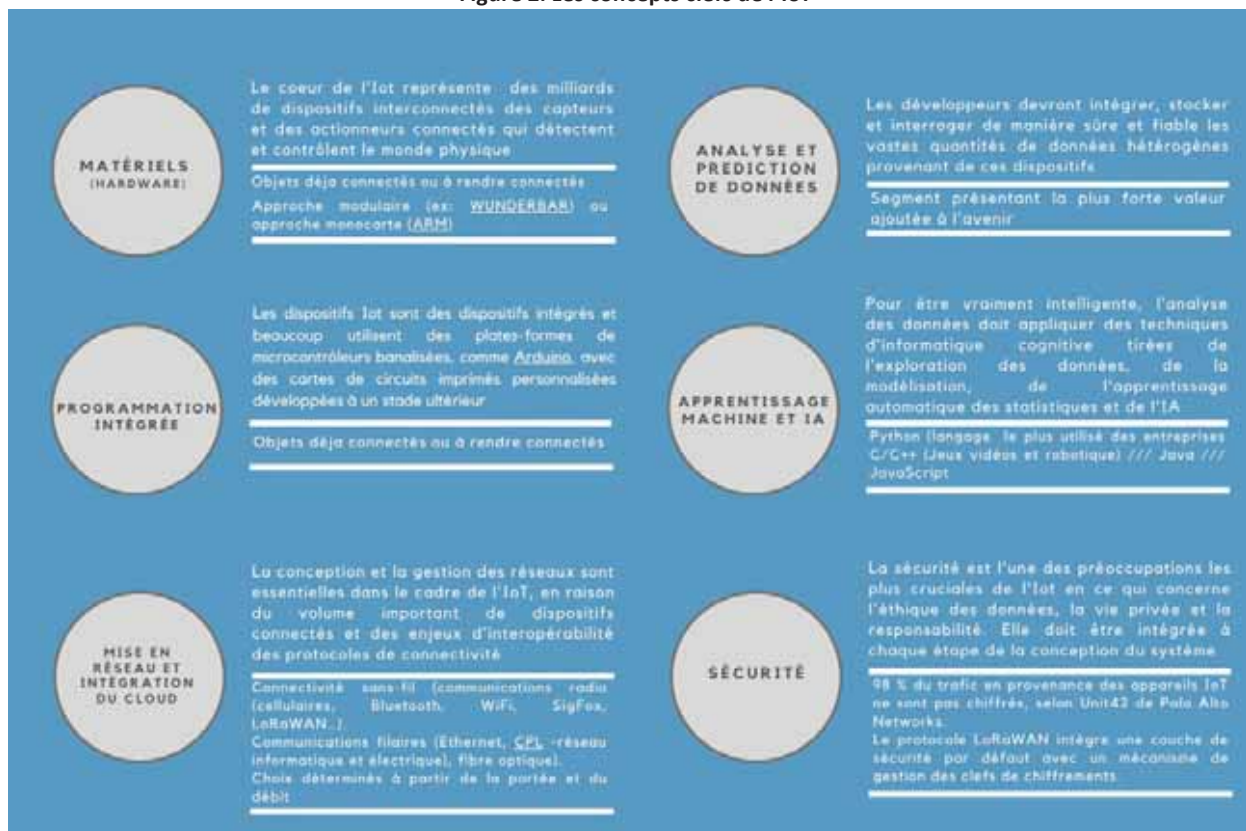 MATÉRIELS
(HARDWARE)
Le coeur de l'Iot représente des milliards
de dispositifs interconnectés des capteurs
et des actionneurs connectés qui détectent
et contrôlent le monde physique
Objets déja connectés ou à rendre connectés
Approche modulaire (ex: WUNDERBAR) ou
approche monocarte (ARM)
PROGRAMMATION
INTÉGRÉE
Les dispositifs Iot sont des dispositifs intégrés et
beaucoup utilisent des plates-formes de
microcontrôleurs banalisées, comme Arduino, avec
des cartes de circuits imprimés personnalisées
développées à un stade ultérieur
Objets déja connectés ou à rendre connectés
MISE EN
RÉSEAU ET
INTÉGRATION
DU CLOUD
La conception et la gestion des réseaux sont
essentielles dans le cadre de l'IoT, en raison
du volume important de dispositifs
connectés et des enjeux d'interopérabilité
des protocoles de connectivité
Connectivité sans-fil (communications radio
(cellulaires, Bluetooth, WiFi, SigFox,
LoRaWAN..).
Communications filaires (Ethernet, CPL -réseau
informatique et électrique), fibre optique).
Choix déterminés à partir de la portée et du
débit
ANALYSE ET
PREDICTION
DE DONNÉES
Les développeurs devront intégrer, stocker
et interroger de manière sûre et fiable les
vastes quantités de données hétérogènes
provenant de ces dispositifs
Segment présentant la plus forte valeur
ajoutée à l'avenir
APPRENTISSAGE
MACHINE ET IA
Pour être vraiment intelligente, l'analyse
des données doit appliquer des techniques
d'informatique cognitive tirées de
l'exploration des données, de la
modélisation, de l'apprentissage
automatique des statistiques et de l'IA
Python (langage le plus utilisé des entreprises
C/C++ (Jeux vidéos et robotique) /// Java ///
JavaScript
SÉCURITÉ
La sécurité est l'une des préoccupations les
plus cruciales de l'Iot en ce qui concerne
l'éthique des données, la vie privée et la
responsabilité. Elle doit être intégrée à
chaque étape de la conception du système
98 % du trafic en provenance des appareils IoT
ne sont pas chiffrés, selon Unit42 de Palo Alto
Networks.
Le protocole LoRaWAN intègre une couche de
sécurité par défaut avec un mécanisme de
gestion des clefs de chiffrements